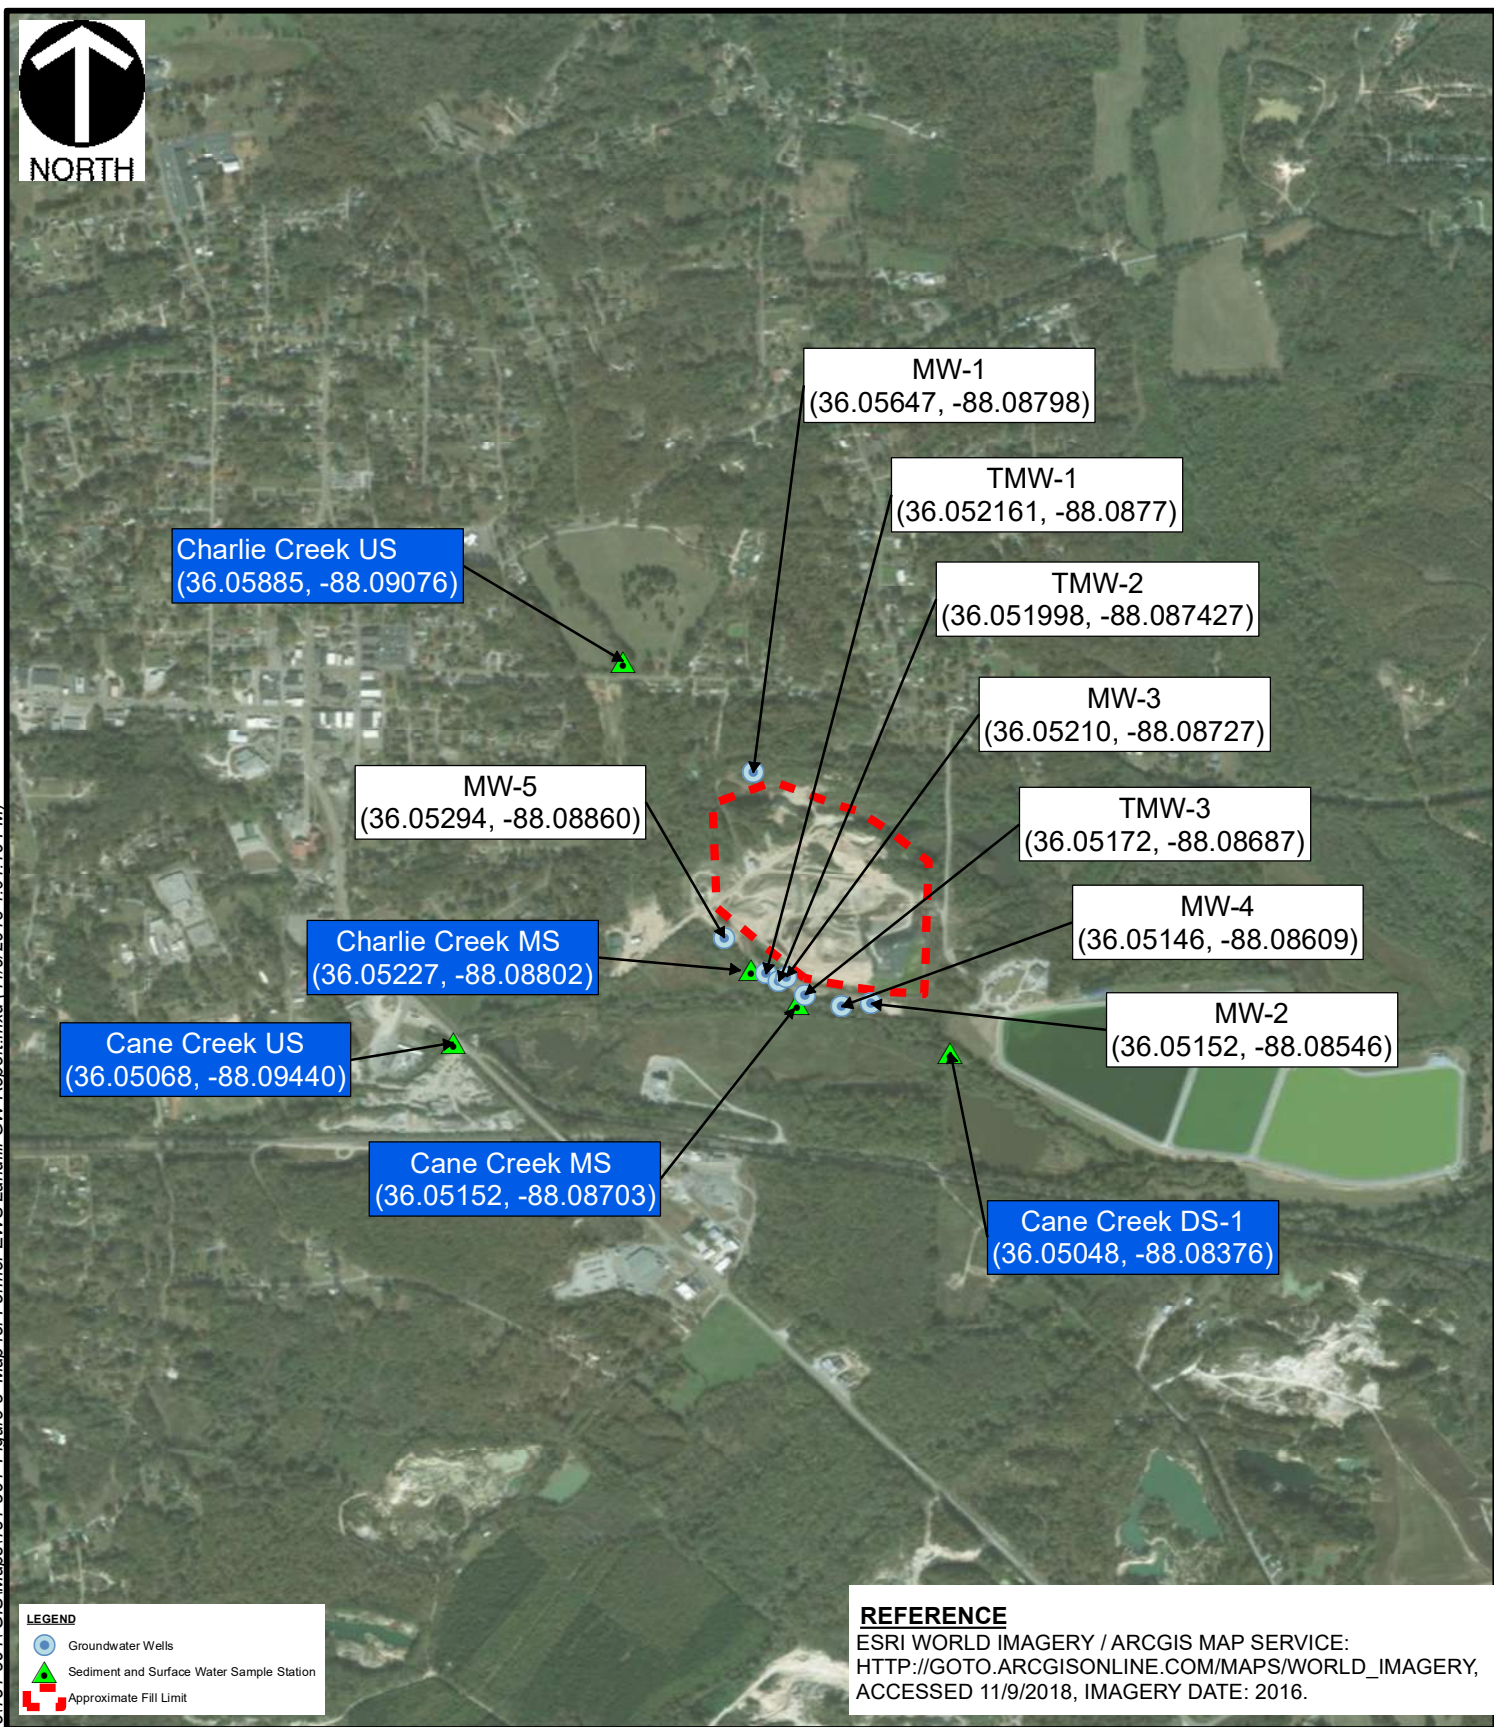 NORTH
MW-1
(36.05647, -88.08798)
TMW-1
(36.052161, -88.0877)
Charlie Creek US
(36.05885, -88.09076)
TMW-2
(36.051998, -88.087427)
MW-3
(36.05210, -88.08727)
MW-5
(36.05294, -88.08860)
TMW-3
(36.05172, -88.08687)
MW-4
(36.05146, -88.08609)
Charlie Creek MS
(36.05227, -88.08802)
MW-2
(36.05152, -88.08546)
Cane Creek US
(36.05068, -88.09440)
Cane Creek MS
(36.05152, -88.08703)
Cane Creek DS-1
(36.05048, -88.08376)
LEGEND
Groundwater Wells
Sediment and Surface Water Sample Station
Approximate Fill Limit
REFERENCE
ESRI WORLD IMAGERY / ARCGIS MAP SERVICE:
HTTP://GOTO.ARCGISONLINE.COM/MAPS/WORLD_IMAGERY,
ACCESSED 11/9/2018, IMAGERY DATE: 2016.